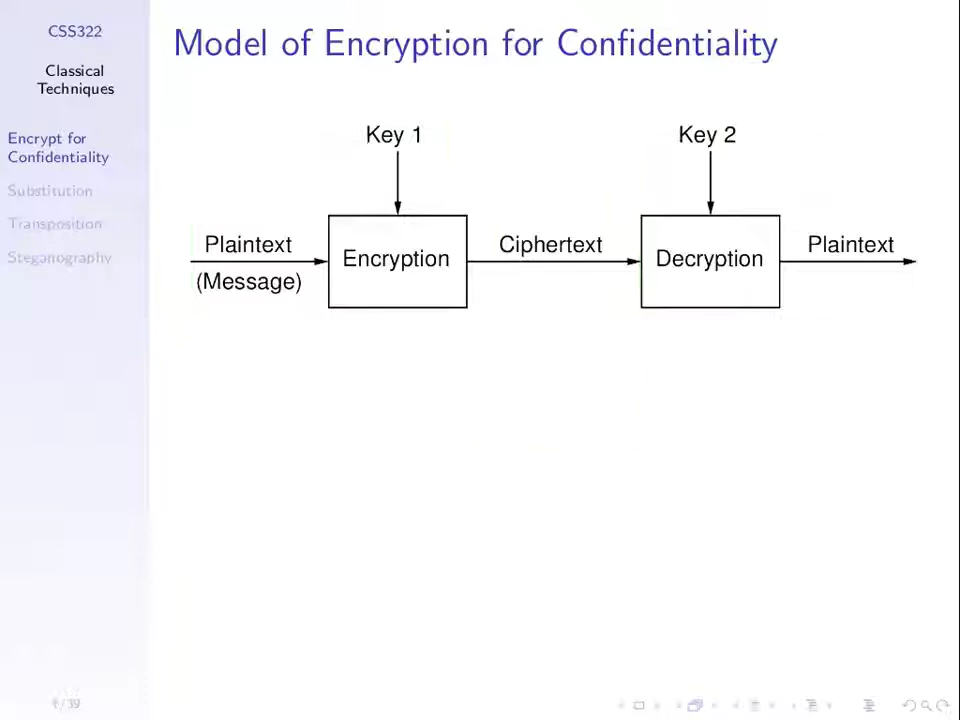 CSS322
Classical
Techniques
Encrypt for
Confidentiality
Substitution
Transposition
Steganography
Model of Encryption for Confidentiality
Key 1
Key 2
Plaintext
(Message)
Encryption
Ciphertext
Decryption
Plaintext